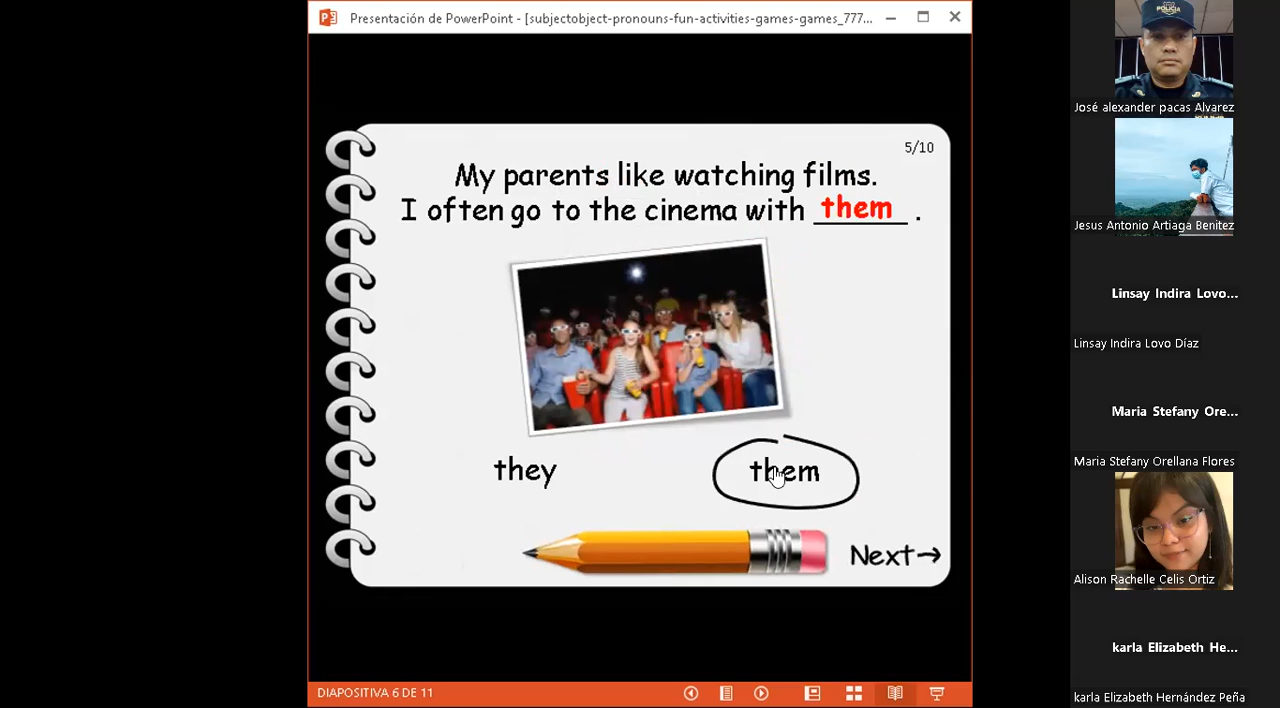 Presentación de PowerPoint - [subjectobject-pronouns-fun-activities-games-games_777...
5/10
My parents like watching films.
I often go to the cinema with them .
they
them
Next→
DIAPOSITIVA 6 DE 11
POLICIA
José alexander pacas Alvarez
Jesus Antonio Artiaga Benitez
Linsay Indira Lovo...
Linsay Indira Lovo Díaz
Maria Stefany Ore...
Maria Stefany Orellana Flores
Alison Rachelle Celis Ortiz
karla Elizabeth He...
karla Elizabeth Hernández Peña